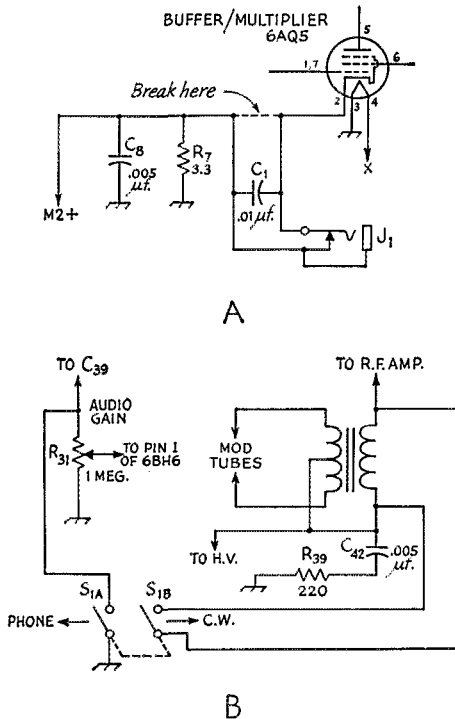 BUFFER/MULTIPLIER
6AQ5
5
6
1,7
2
3
4
Break here
X
C8
.005
μf.
R7
3.3
C1
.01 μf.
M2+
J1
A
TO C39
AUDIO
GAIN
R31
TO PIN 1
OF 6BH6
1 MEG.
TO R.F. AMP.
MOD
TUBES
TO H.V.
R39
220
C42
.005
μf.
S1A
S1B
PHONE
C.W.
B